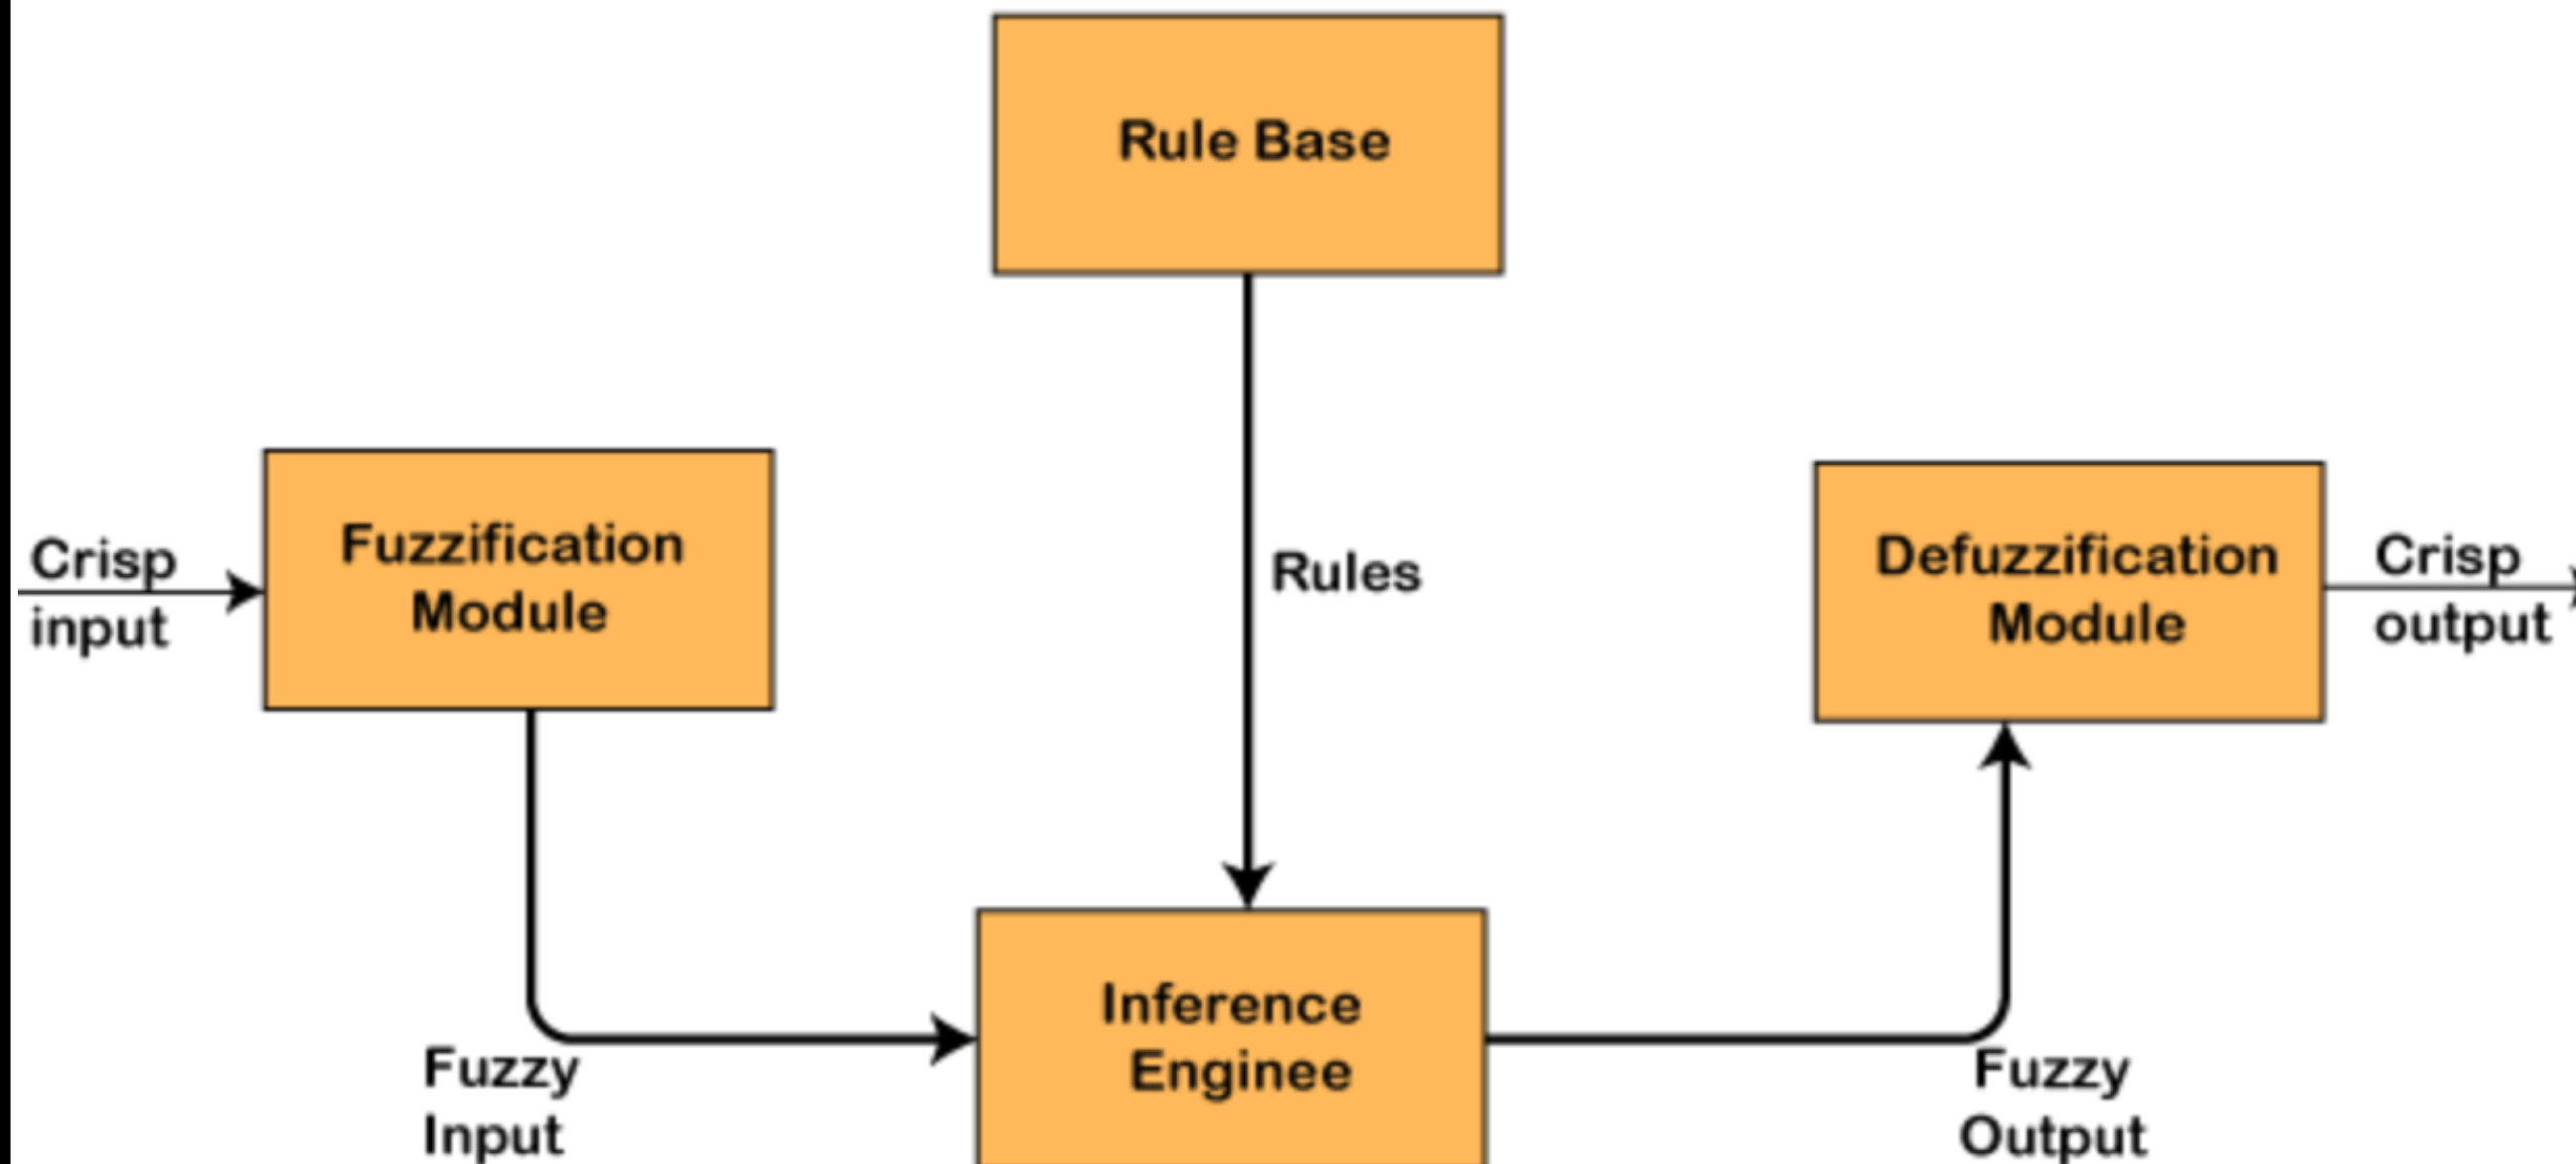 Rule Base
Crisp
input
Fuzzification
Module
Rules
Defuzzification
Module
Crisp
output
Inference
Enginee
Fuzzy
Input
Fuzzy
Output